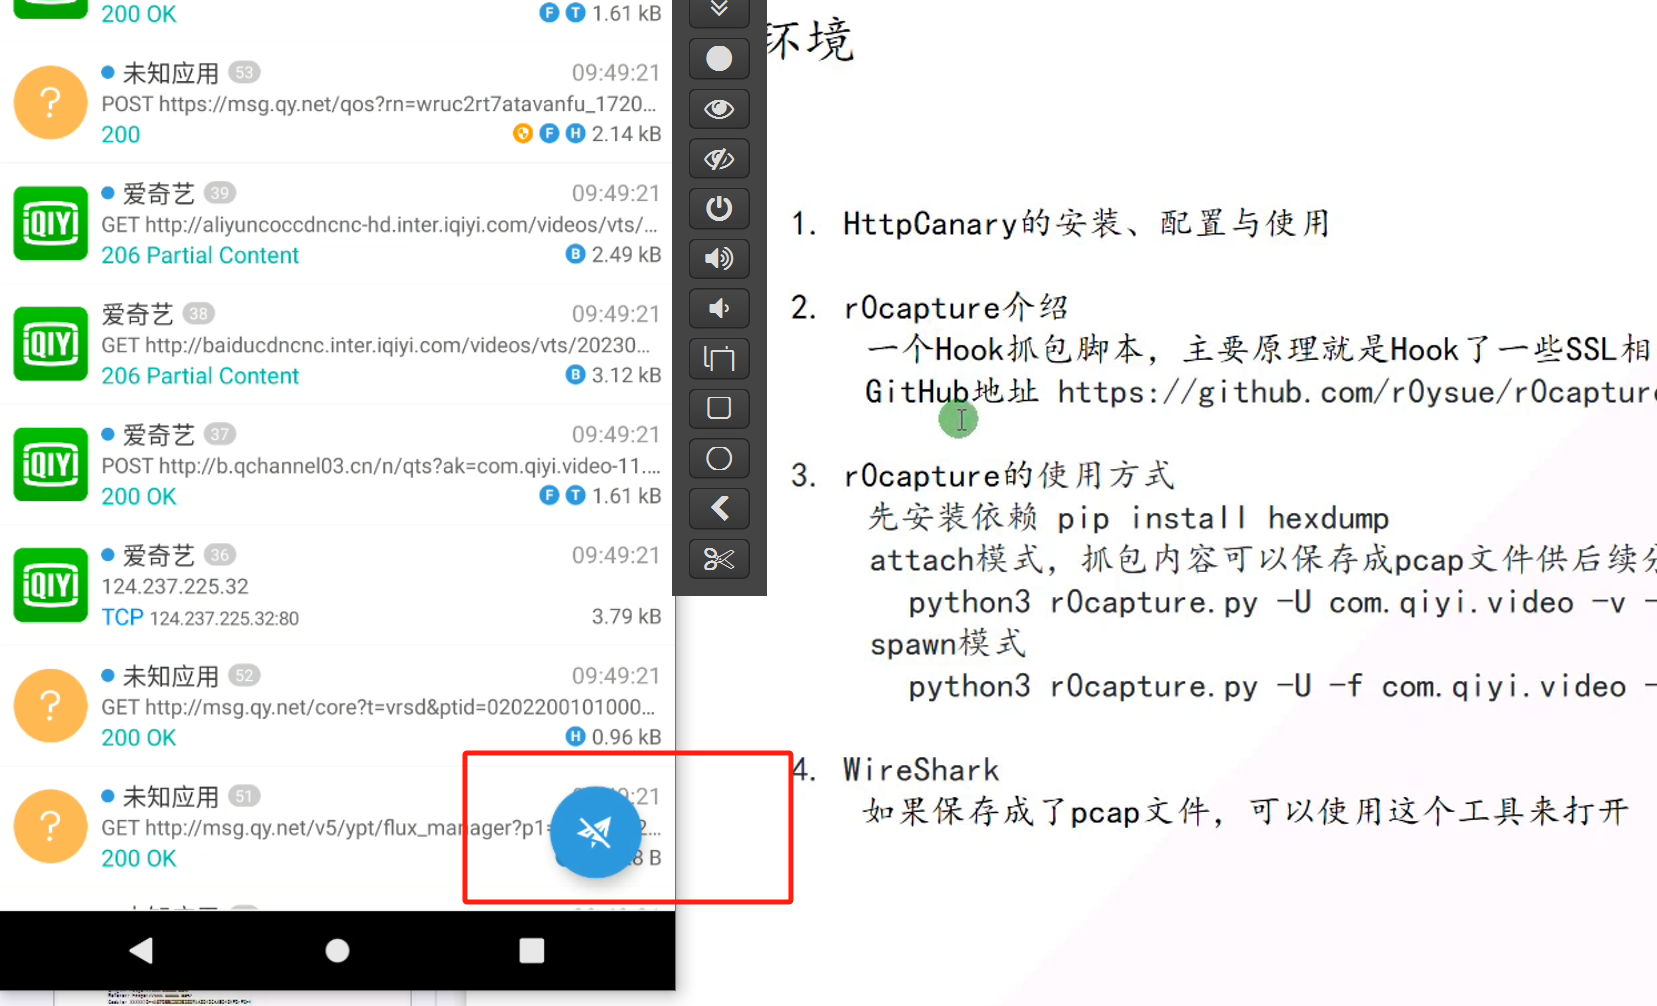 200 OK
F T 1.61 kB
? 未知应用 53 09:49:21
POST https://msg.qy.net/qos?rn=wruc2rt7atavanfu_1720...
200
F H 2.14 kB
iQIYI 爱奇艺 39 09:49:21
GET http://aliyuncoccdncnc-hd.inter.iqiyi.com/videos/vts/...
206 Partial Content
B 2.49 kB
iQIYI 爱奇艺 38 09:49:21
GET http://baiducdncnc.inter.iqiyi.com/videos/vts/20230...
206 Partial Content
B 3.12 kB
iQIYI 爱奇艺 37 09:49:21
POST http://b.qchannel03.cn/n/qts?ak=com.qiyi.video-11....
200 OK
F T 1.61 kB
iQIYI 爱奇艺 36 09:49:21
124.237.225.32
TCP 124.237.225.32:80
3.79 kB
? 未知应用 52 09:49:21
GET http://msg.qy.net/core?t=vrsd&ptid=0202200101000...
200 OK
H 0.96 kB
? 未知应用 51 :21
GET http://msg.qy.net/v5/ypt/flux_manager?p1= 2...
200 OK
8 B
环境
1. HttpCanary的安装、配置与使用
2. r0capture介绍
一个Hook抓包脚本，主要原理就是Hook了一些SSL相
GitHub地址 https://github.com/r0ysue/r0capture
3. r0capture的使用方式
先安装依赖 pip install hexdump
attach模式，抓包内容可以保存成pcap文件供后续分
python3 r0capture.py -U com.qiyi.video -v -
spawn模式
python3 r0capture.py -U -f com.qiyi.video -
4. WireShark
如果保存成了pcap文件，可以使用这个工具来打开